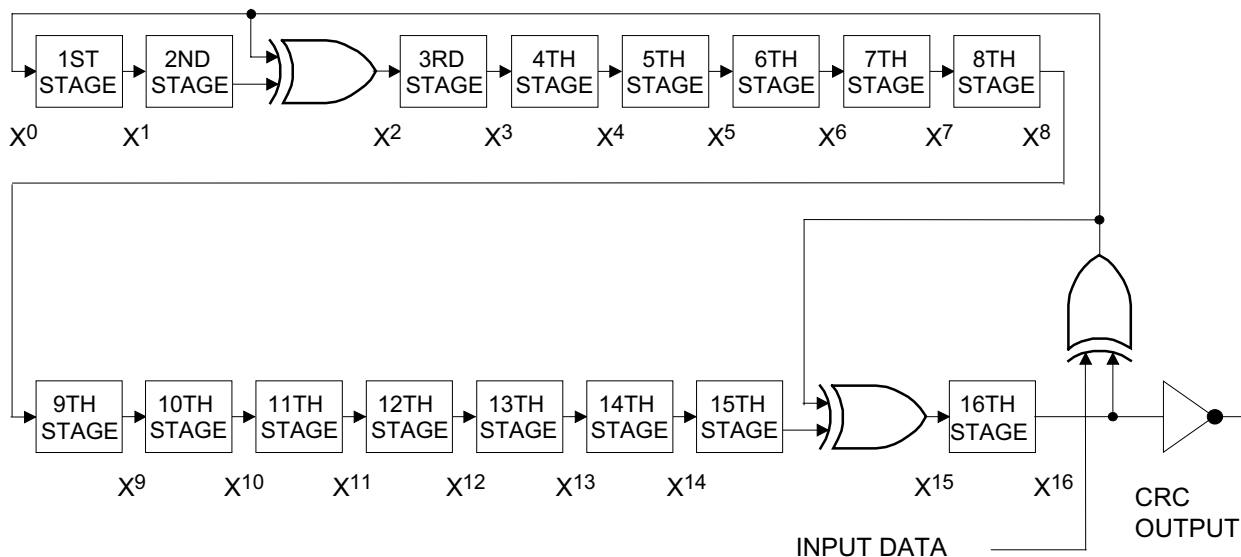 1ST
STAGE
2ND
STAGE
3RD
STAGE
4TH
STAGE
5TH
STAGE
6TH
STAGE
7TH
STAGE
8TH
STAGE
X⁰ X¹ X² X³ X⁴ X⁵ X⁶ X⁷ X⁸
9TH
STAGE
10TH
STAGE
11TH
STAGE
12TH
STAGE
13TH
STAGE
14TH
STAGE
15TH
STAGE
16TH
STAGE
X⁹ X¹⁰ X¹¹ X¹² X¹³ X¹⁴ X¹⁵ X¹⁶
CRC
OUTPUT
INPUT DATA